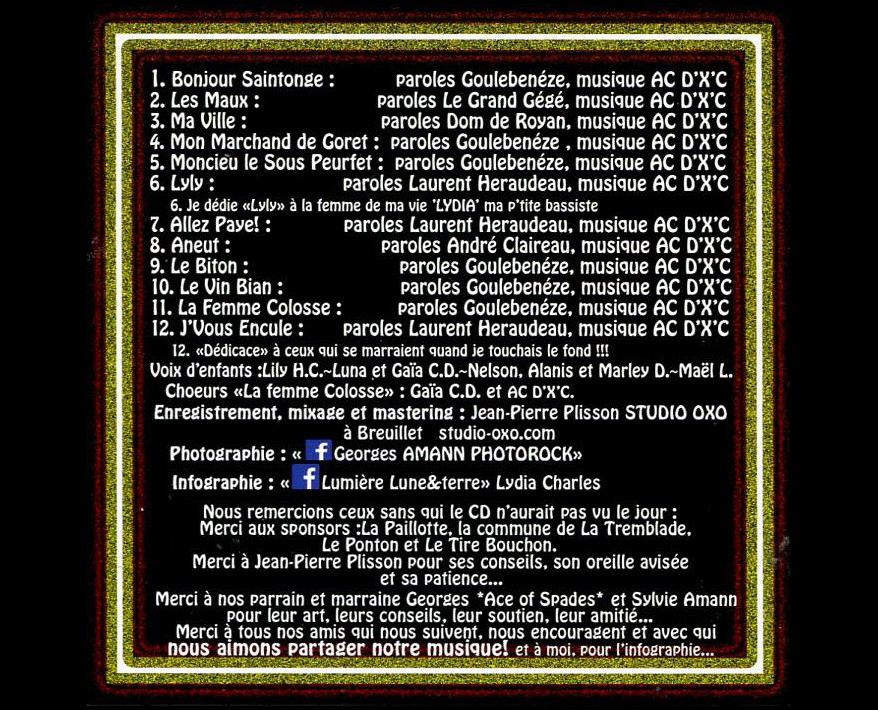 1. Bonjour Saintonge : paroles Goulebenéze, musique AC D'X'C
2. Les Maux : paroles Le Grand Gégé, musique AC D'X'C
3. Ma Ville : paroles Dom de Royan, musique AC D'X'C
4. Mon Marchand de Goret : paroles Goulebenéze , musique AC D'X'C
5. Moncieu le Sous Peurfet : paroles Goulebenéze, musique AC D'X'C
6. Lyly : paroles Laurent Heraudeau, musique AC D'X'C
6. Je dédie «Lyly» à la femme de ma vie 'LYDIA' ma p'tite bassiste
7. Allez Paye! : paroles Laurent Heraudeau, musique AC D'X'C
8. Aneut : paroles André Claireau, musique AC D'X'C
9. Le Biton : paroles Goulebenéze, musique AC D'X'C
10. Le Vin Bian : paroles Goulebenéze, musique AC D'X'C
11. La Femme Colosse : paroles Goulebenéze, musique AC D'X'C
12. J'Vous Encule : paroles Laurent Heraudeau, musique AC D'X'C
12. «Dédicace» à ceux qui se marraient quand je touchais le fond !!!
Voix d'enfants :Lily H.C.~Luna et Gaïa C.D.~Nelson, Alanis et Marley D.~Maël L.
Choeurs «La femme Colosse» : Gaïa C.D. et AC D'X'C.
Enregistrement, mixage et mastering : Jean-Pierre Plisson STUDIO OXO
à Breuillet studio-oxo.com
Photographie : « f Georges AMANN PHOTOROCK»
Infographie : « f Lumière Lune&terre» Lydia Charles
Nous remercions ceux sans qui le CD n'aurait pas vu le jour :
Merci aux sponsors :La Paillotte, la commune de La Tremblade,
Le Ponton et Le Tire Bouchon.
Merci à Jean-Pierre Plisson pour ses conseils, son oreille avisée
et sa patience...
Merci à nos parrain et marraine Georges *Ace of Spades* et Sylvie Amann
pour leur art, leurs conseils, leur soutien, leur amitié...
Merci à tous nos amis qui nous suivent, nous encouragent et avec qui
nous aimons partager notre musique! et à moi, pour l'infographie...